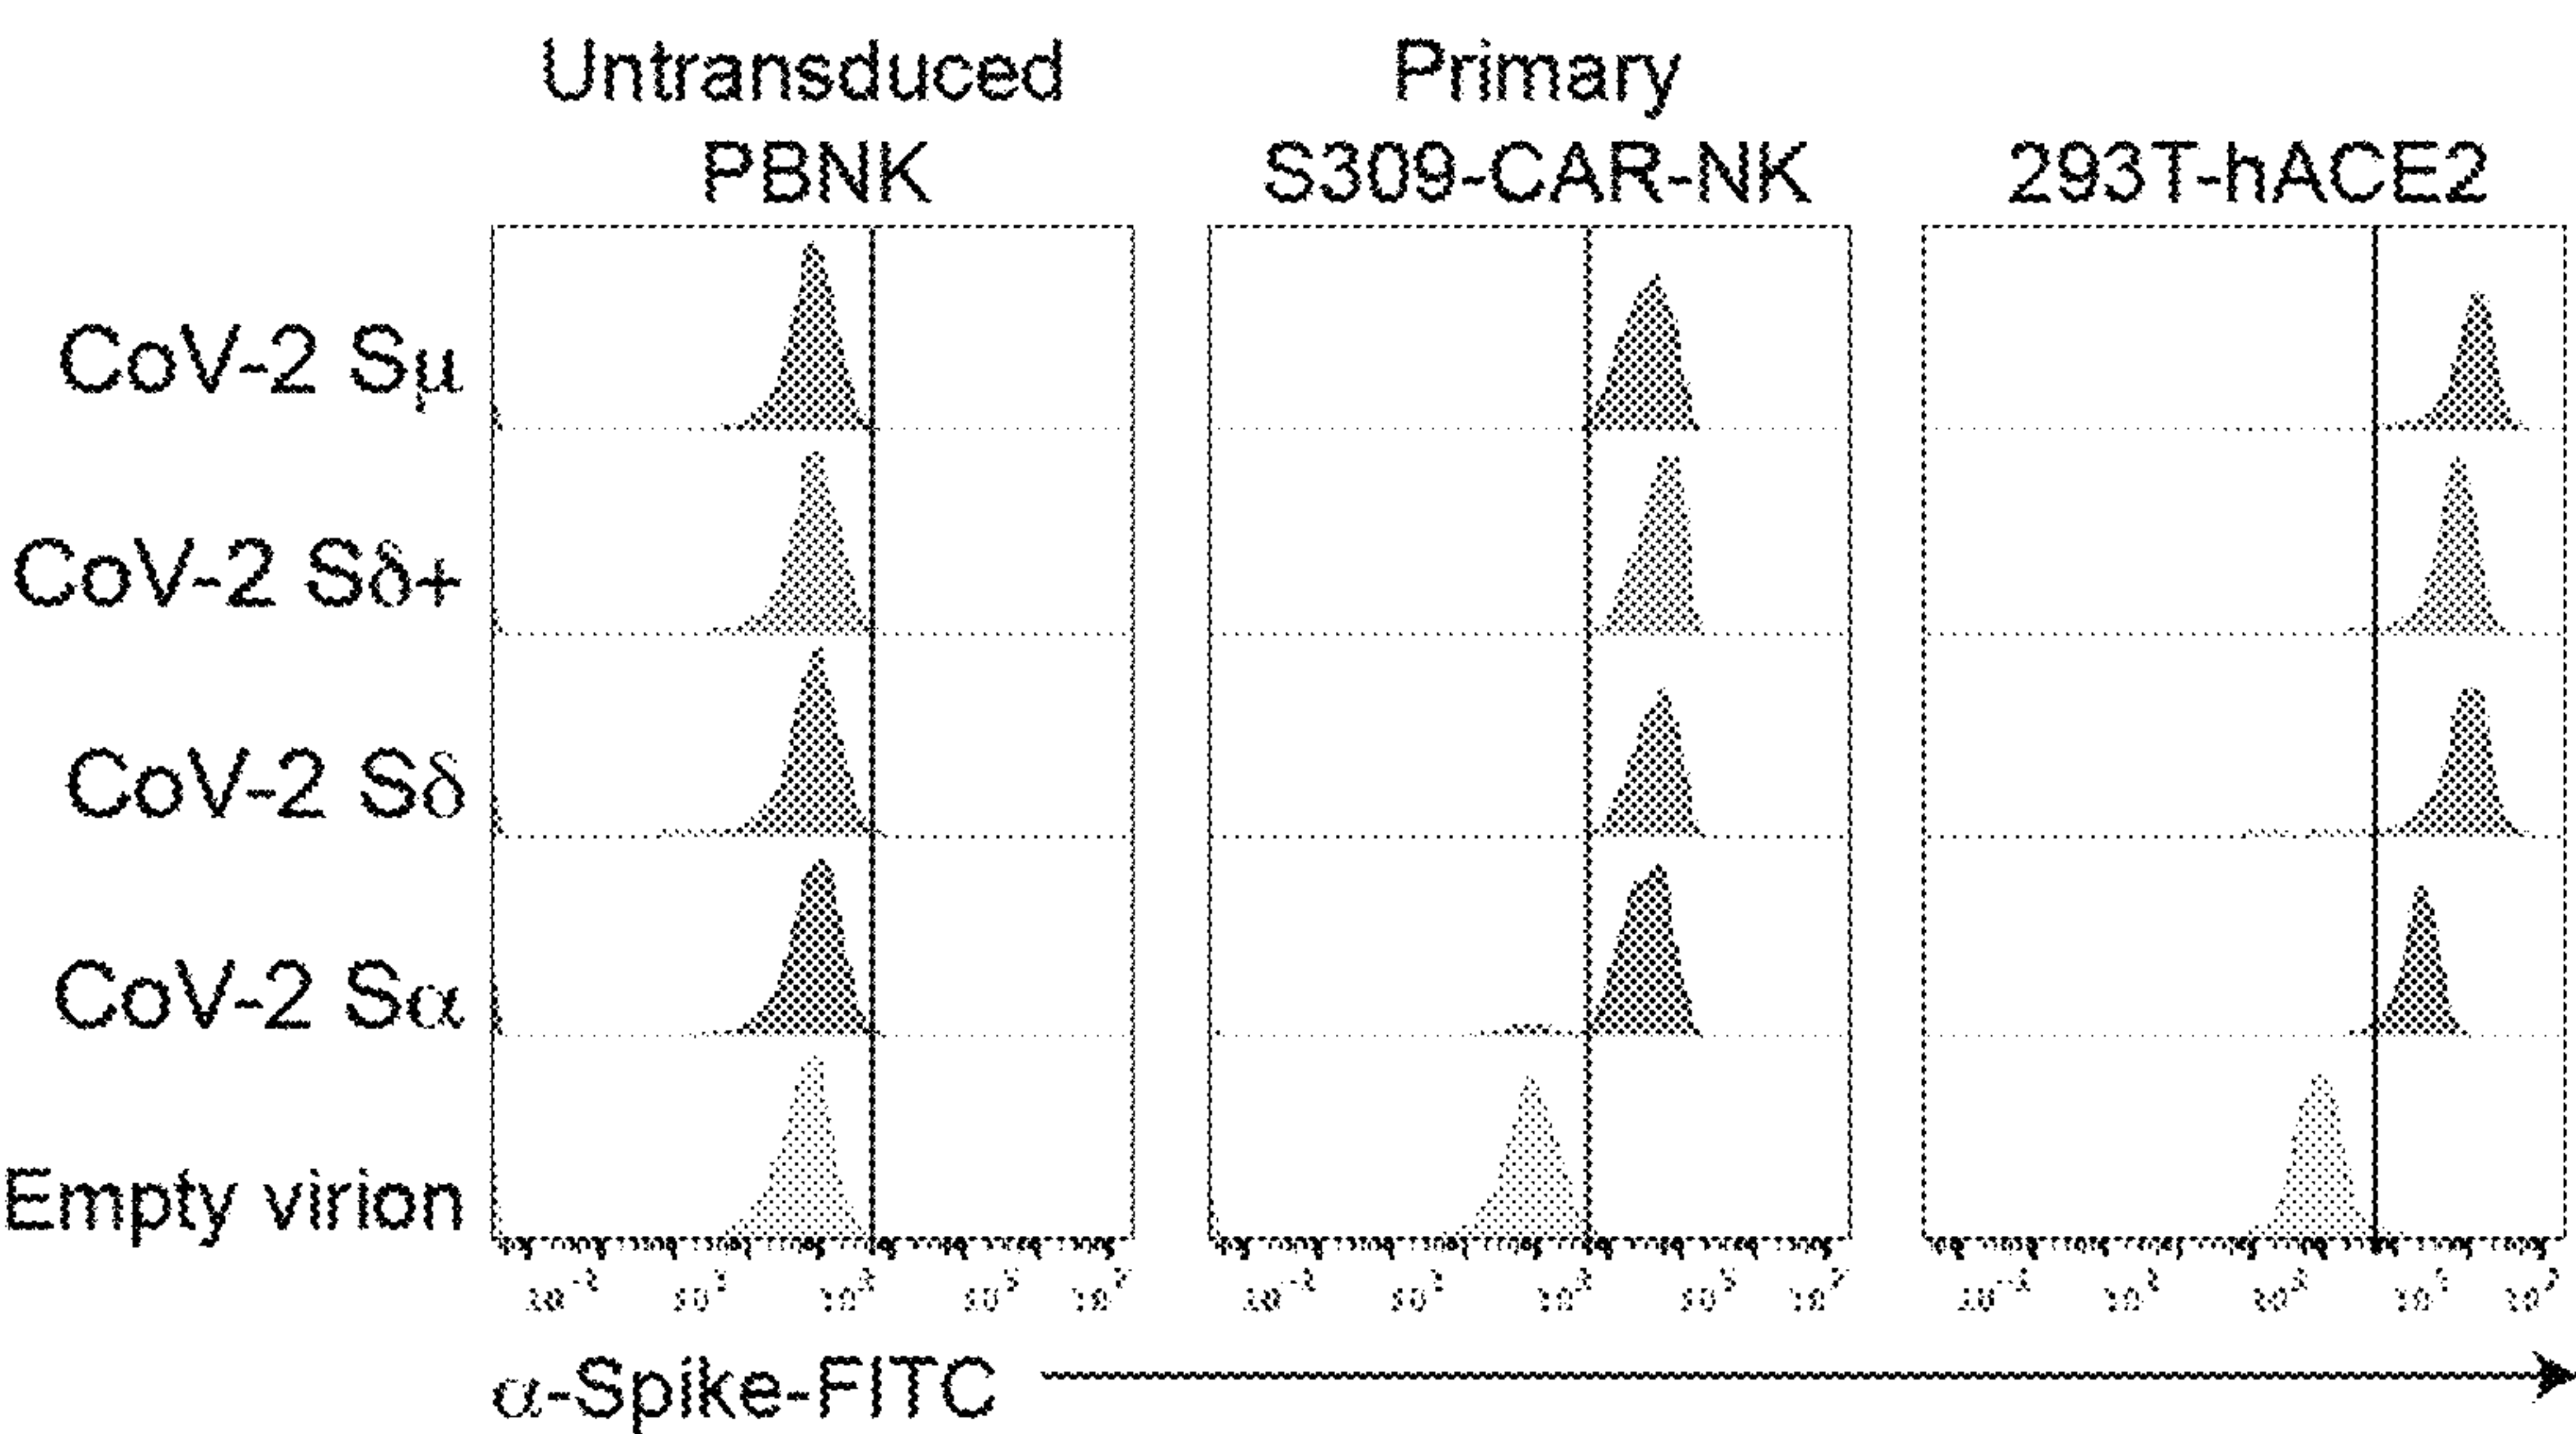 Untransduced
PBNK
Primary
S309-CAR-NK
293T-hACE2
CoV-2 Sμ
CoV-2 Sδ+
CoV-2 Sδ
CoV-2 Sα
Empty virion
α-Spike-FITC